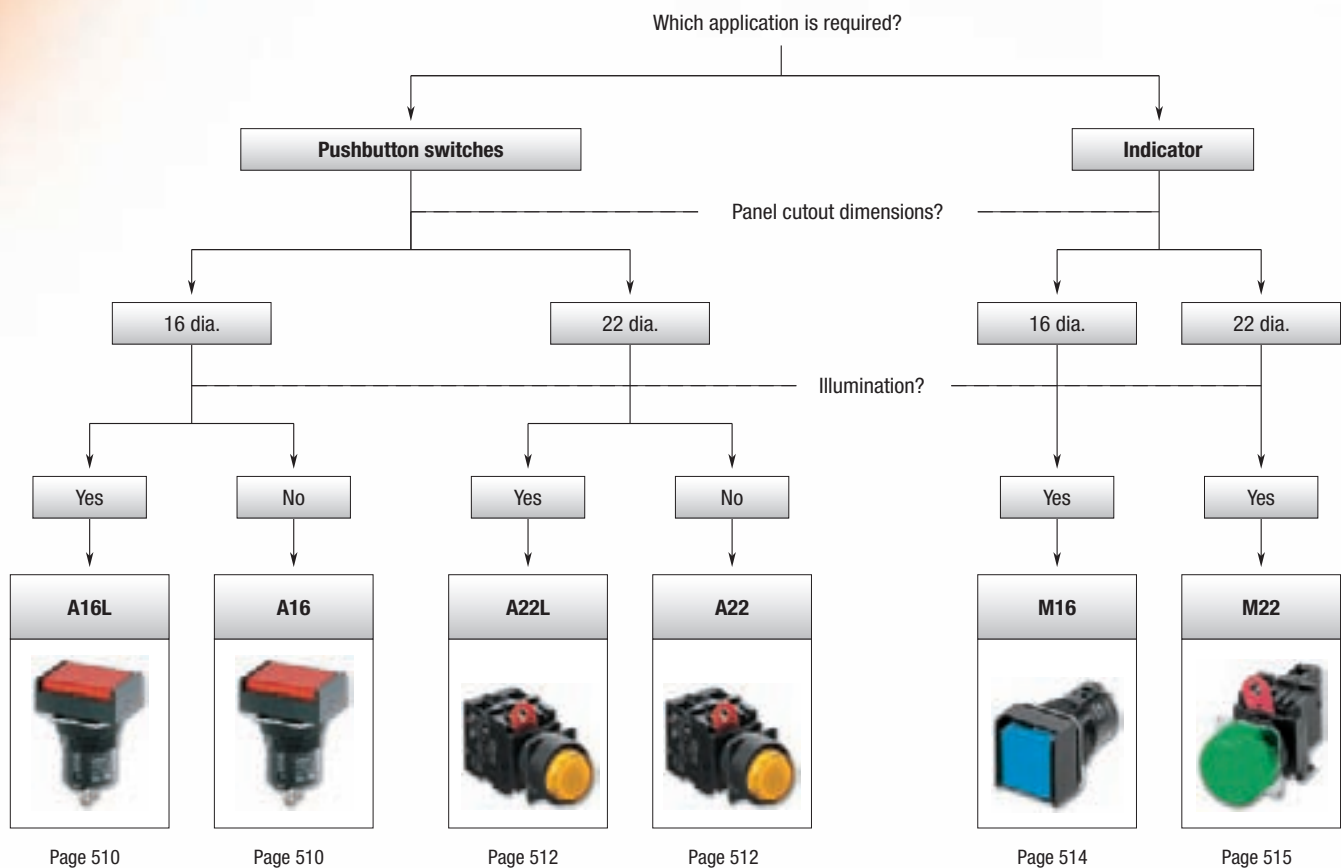 Which application is required?
Pushbutton switches
Indicator
Panel cutout dimensions?
16 dia.
22 dia.
16 dia.
22 dia.
Illumination?
Yes
No
Yes
No
Yes
Yes
A16L
A16
A22L
A22
M16
M22
Page 510
Page 510
Page 512
Page 512
Page 514
Page 515